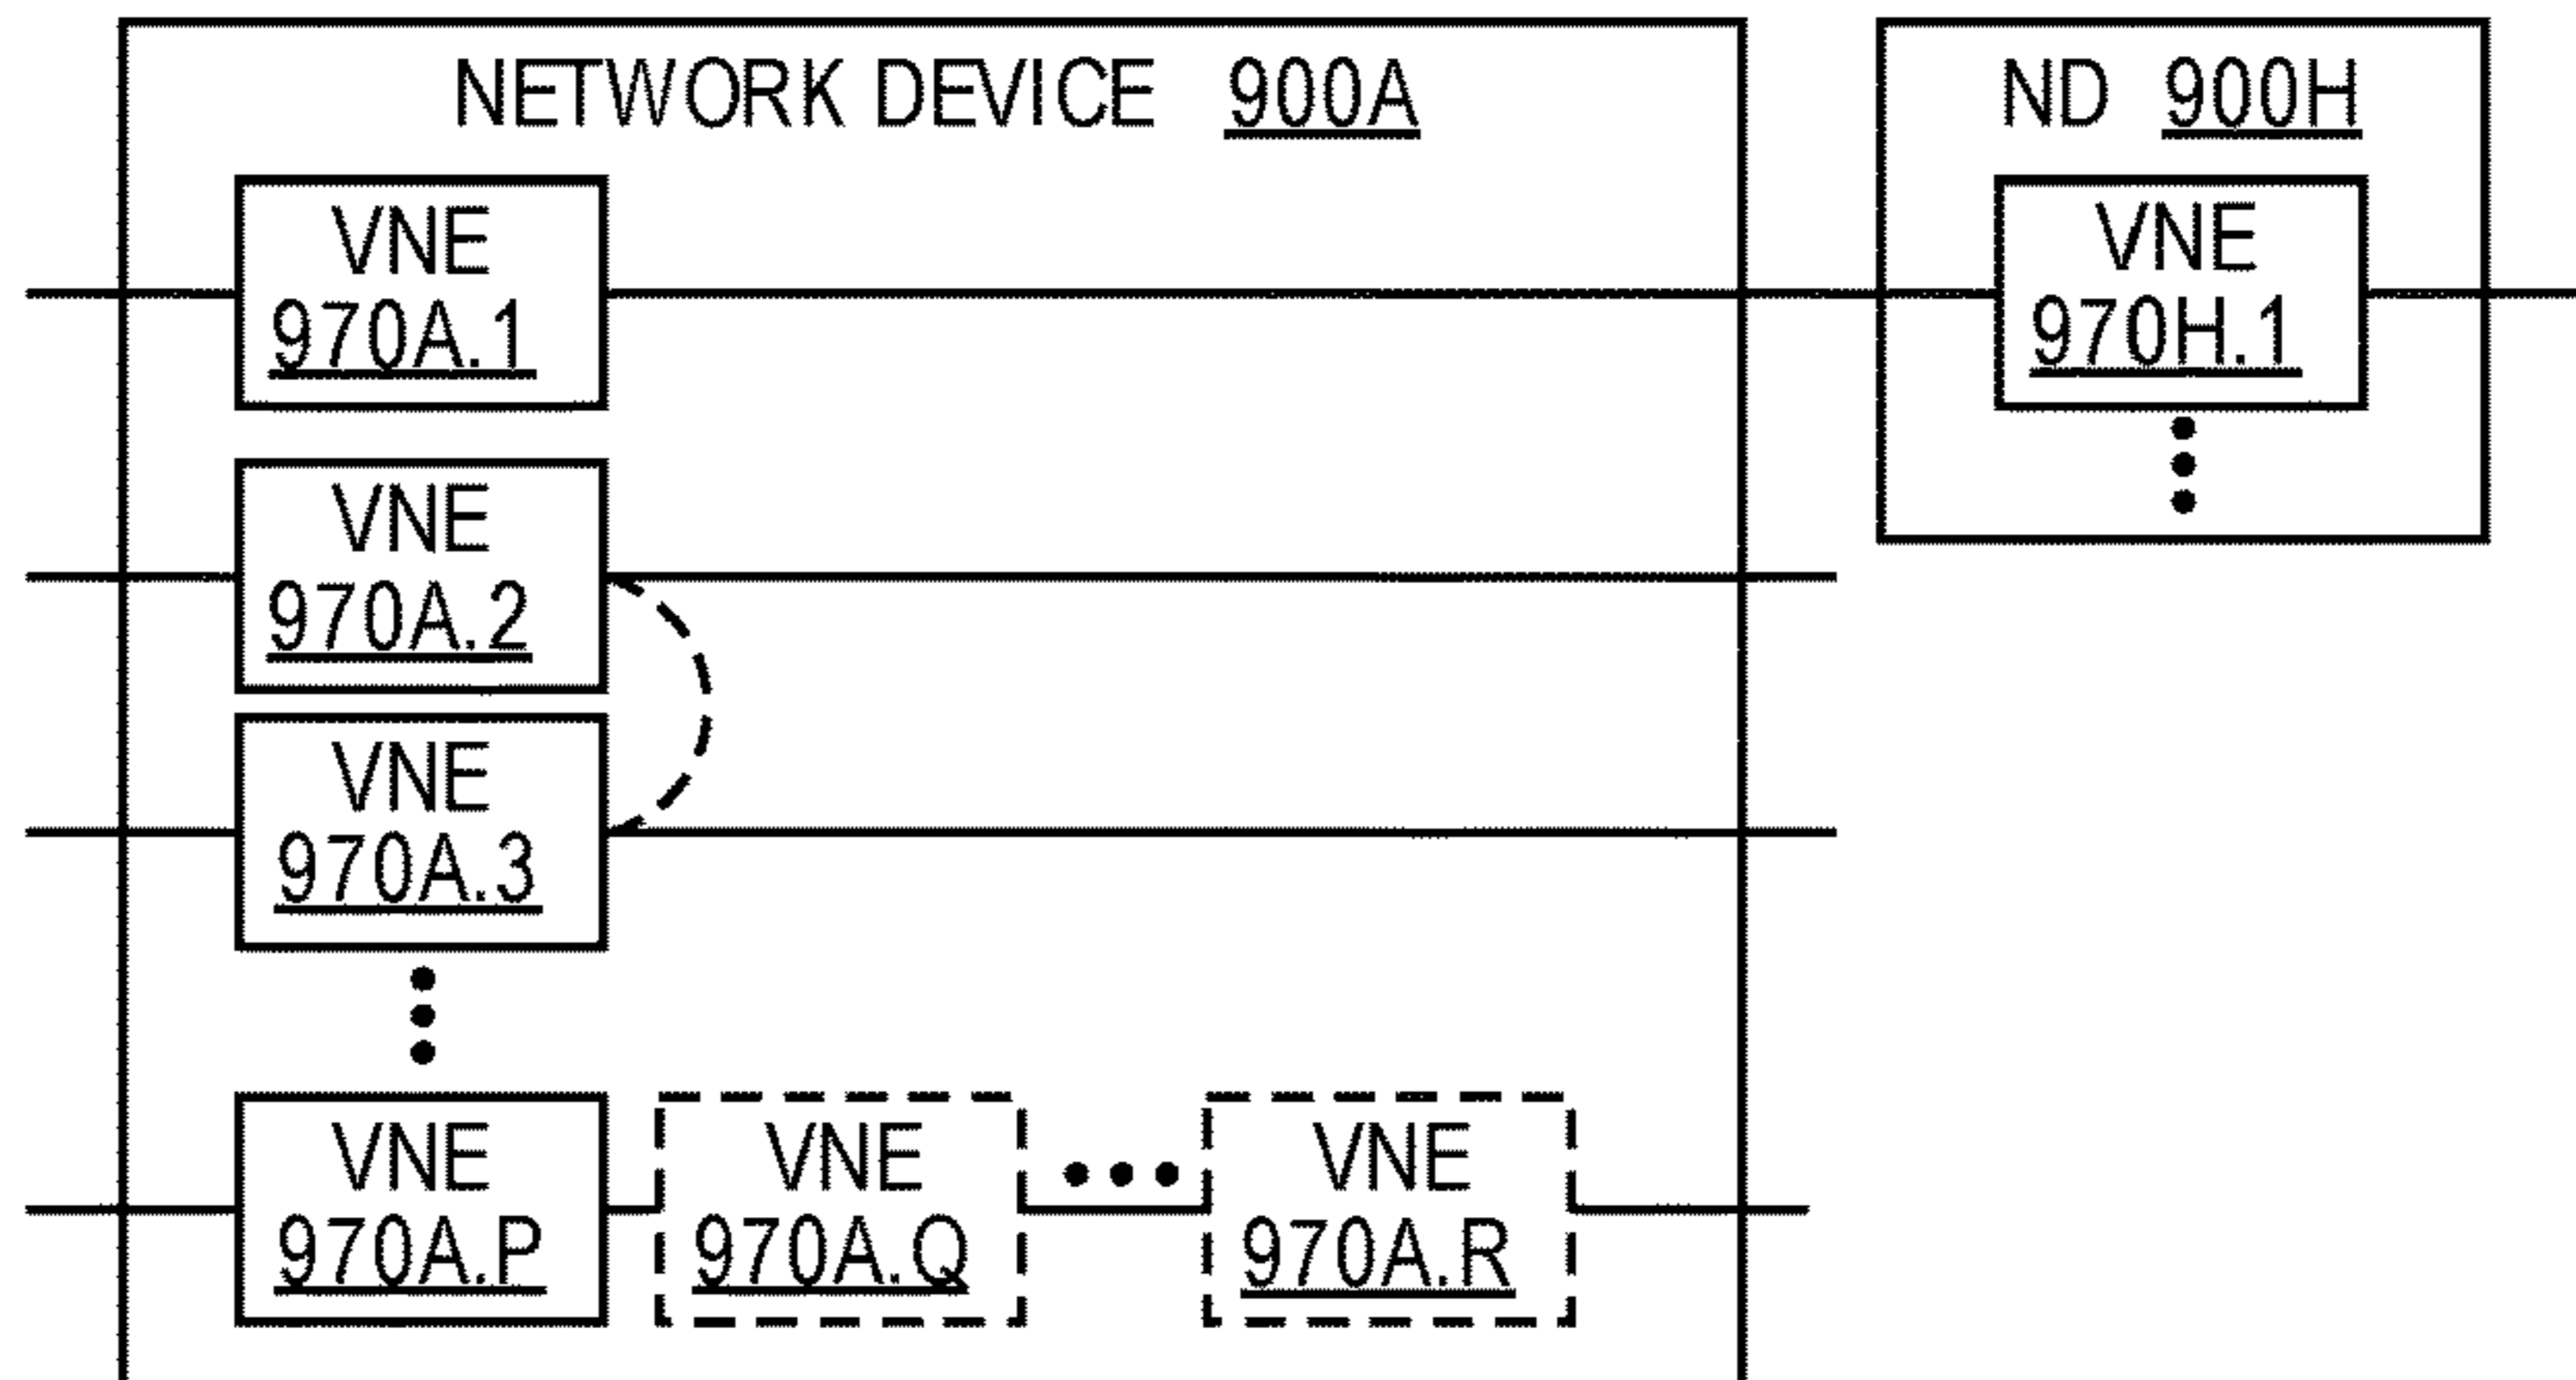 NETWORK DEVICE 900A
ND 900H
VNE
970A.1
VNE
970H.1
VNE
970A.2
VNE
970A.3
VNE
970A.P
VNE
970A.Q
VNE
970A.R